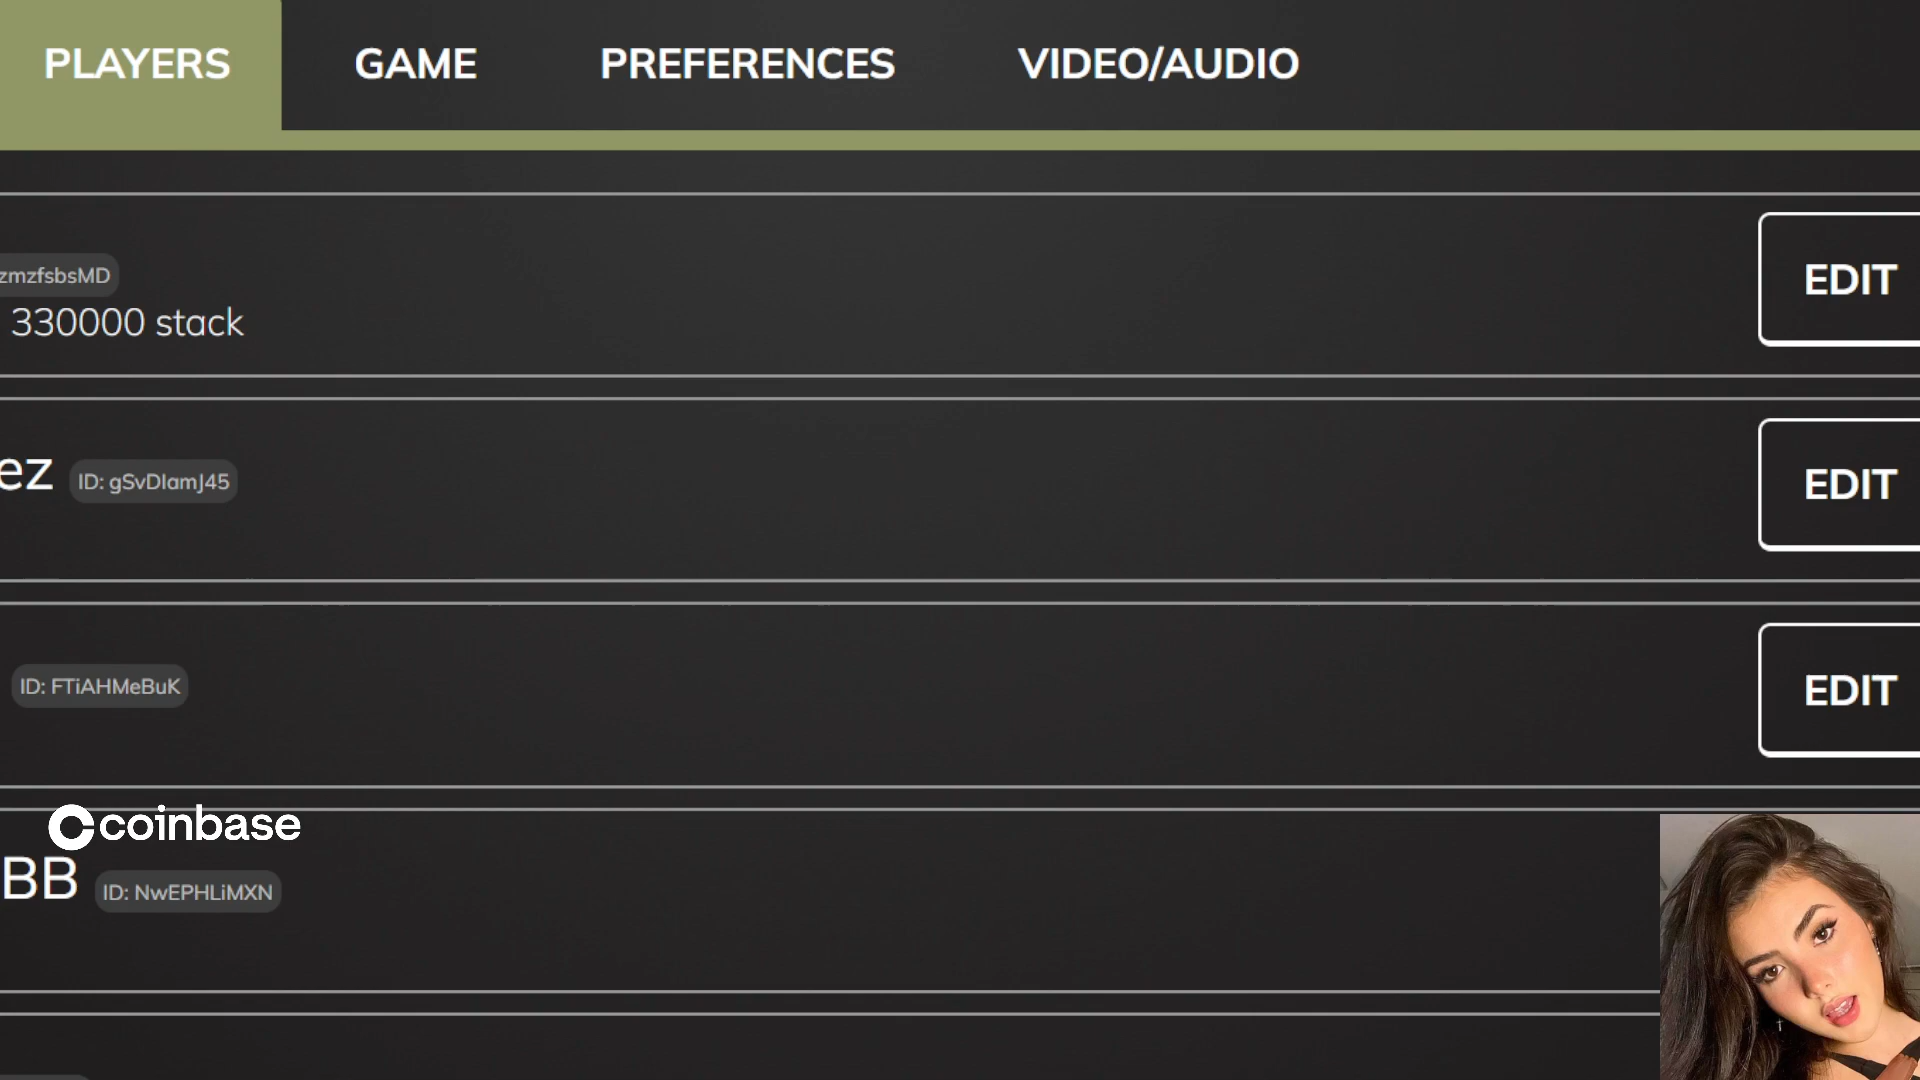 PLAYERS GAME PREFERENCES VIDEO/AUDIO
zmzfsbsMD
330000 stack
EDIT
ez ID: gSvDIamJ45
EDIT
ID: FTiAHMeBuK
EDIT
coinbase
BB ID: NwEPHLiMXN